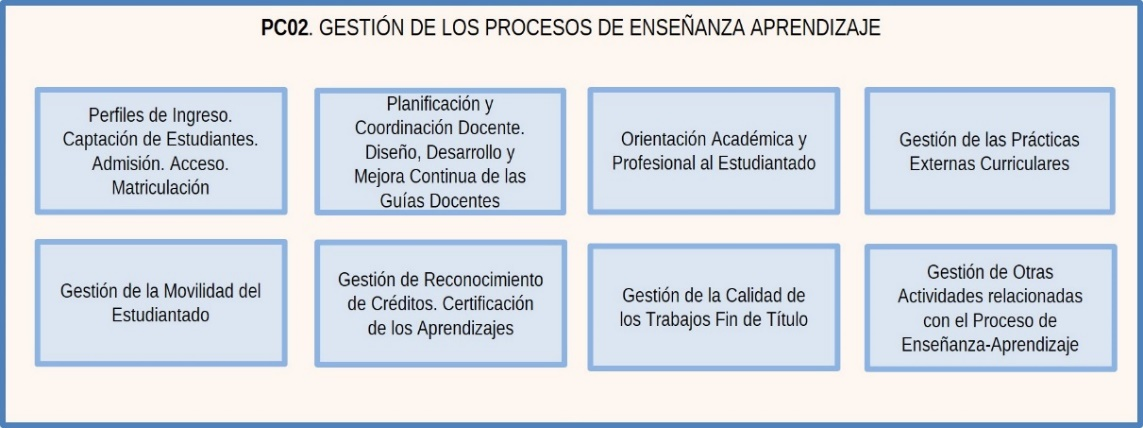 PC02. GESTIÓN DE LOS PROCESOS DE ENSEÑANZA APRENDIZAJE
Perfiles de Ingreso.
Captación de Estudiantes.
Admisión. Acceso.
Matriculación
Planificación y
Coordinación Docente.
Diseño, Desarrollo y
Mejora Continua de las
Guías Docentes
Orientación Académica y
Profesional al Estudiantado
Gestión de las Prácticas
Externas Curriculares
Gestión de la Movilidad del
Estudiantado
Gestión de Reconocimiento
de Créditos. Certificación
de los Aprendizajes
Gestión de la Calidad de
los Trabajos Fin de Título
Gestión de Otras
Actividades relacionadas
con el Proceso de
Enseñanza-Aprendizaje